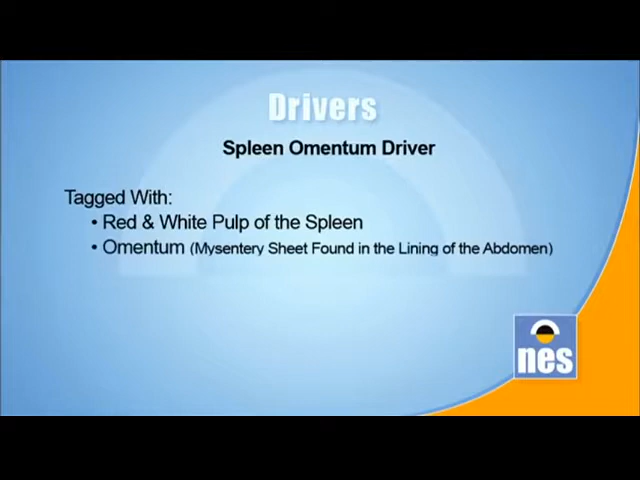 Drivers
Spleen Omentum Driver
Tagged With:
• Red & White Pulp of the Spleen
• Omentum (Mysentery Sheet Found in the Lining of the Abdomen)
nes